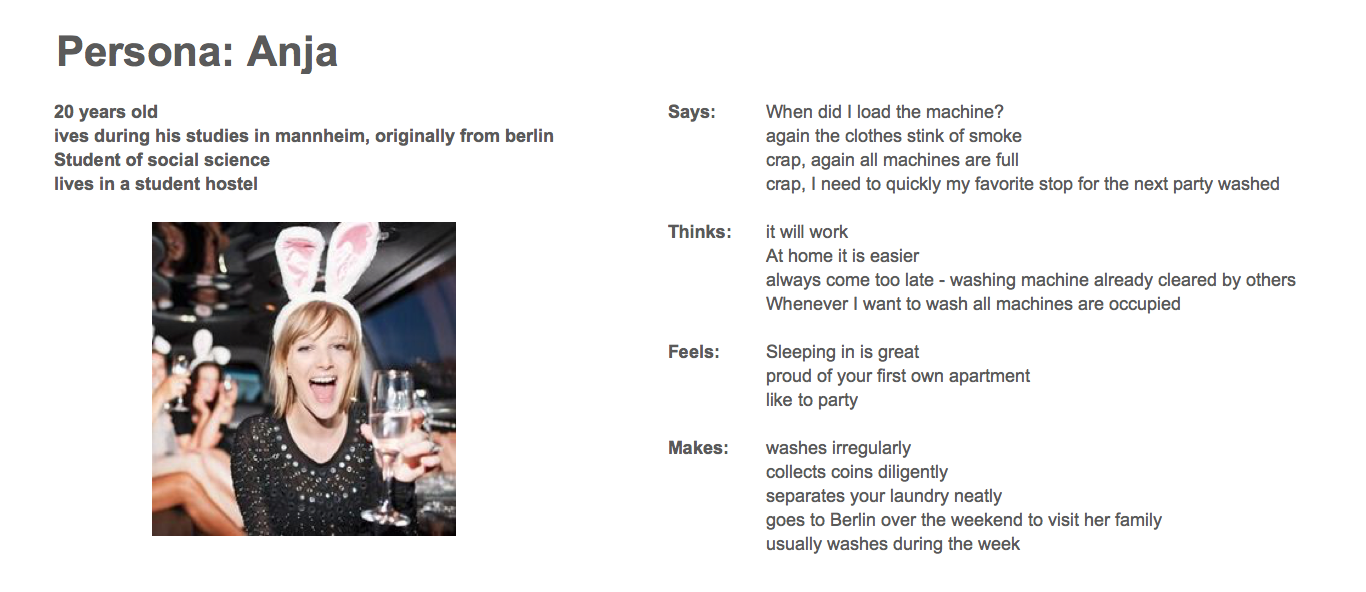 Persona: Anja
20 years old
ives during his studies in mannheim, originally from berlin
Student of social science
lives in a student hostel
Says: When did I load the machine?
again the clothes stink of smoke
crap, again all machines are full
crap, I need to quickly my favorite stop for the next party washed
Thinks: it will work
At home it is easier
always come too late - washing machine already cleared by others
Whenever I want to wash all machines are occupied
Feels: Sleeping in is great
proud of your first own apartment
like to party
Makes: washes irregularly
collects coins diligently
separates your laundry neatly
goes to Berlin over the weekend to visit her family
usually washes during the week